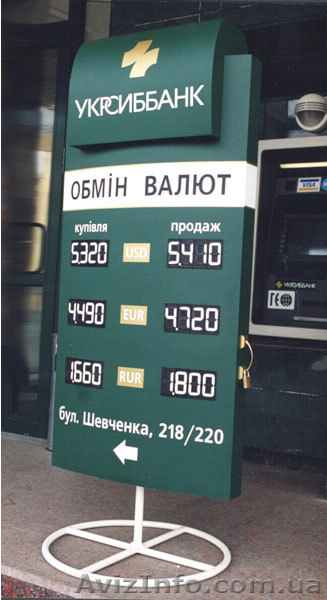 УКРСИББАНК
ОБМІН ВАЛЮТ
купівля продаж
5,320 USD 5,410
4,490 EUR 4,720
1,660 RUR 1,800
бул. Шевченка, 218/220
VISA
УКРСИББАНК
AvizInfo.com.ua